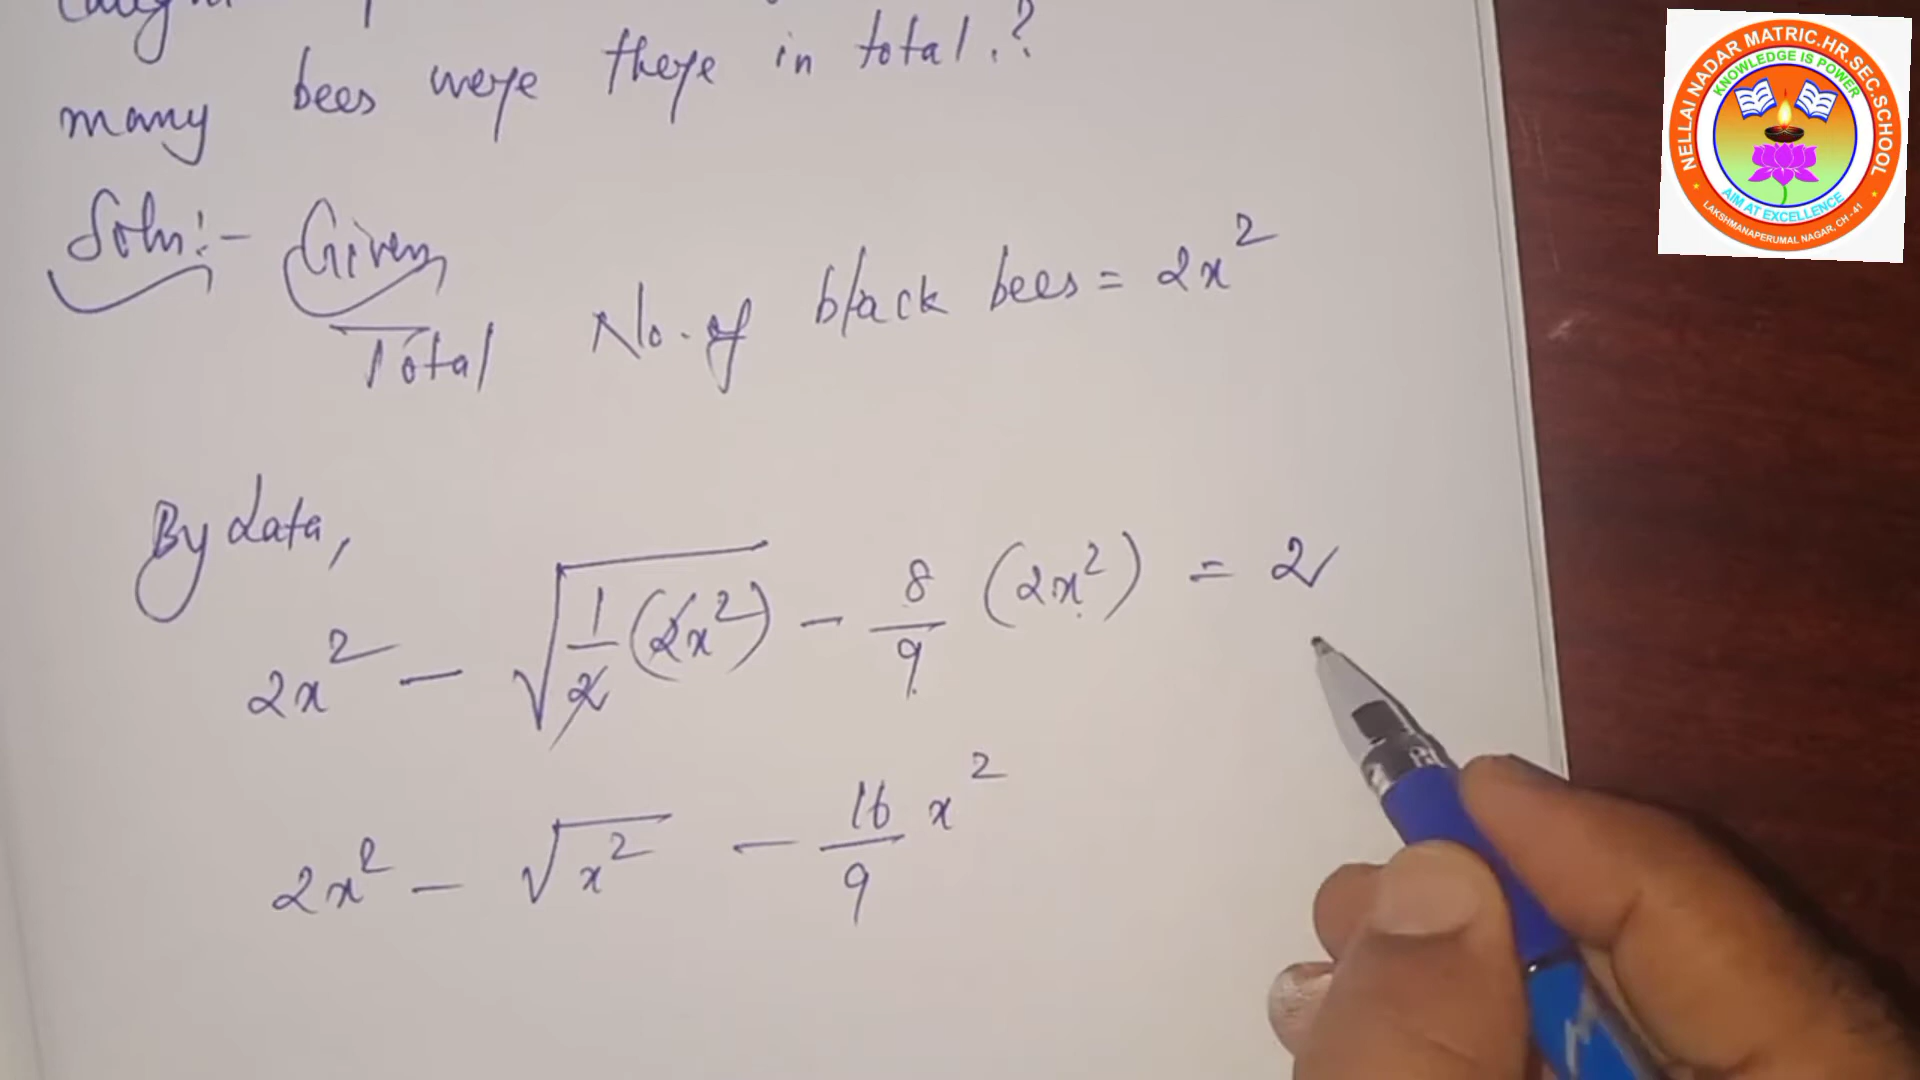 many bees were there in total.?
Soln:- Given
Total No. of black bees = 2x²
By data,
2x² - √(1/2 (2x²)) - 8/9 (2x²) = 2
2x² - √x² - 16/9 x²
NELLAI NADAR MATRIC.HR.SEC.SCHOOL
KNOWLEDGE IS POWER
AIM AT EXCELLENCE
LAKSHMANAPERUMAL NAGAR, CH - 41